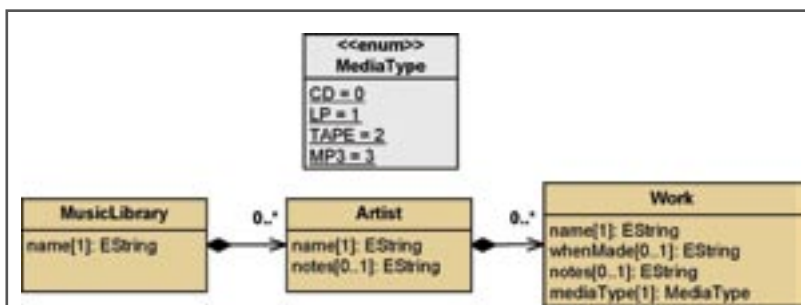 <<enum>>
MediaType
CD = 0
LP = 1
TAPE = 2
MP3 = 3
MusicLibrary
name[1]: EString
0..*
Artist
name[1]: EString
notes[0..1]: EString
0..*
Work
name[1]: EString
whenMade[0..1]: EString
notes[0..1]: EString
mediaType[1]: MediaType